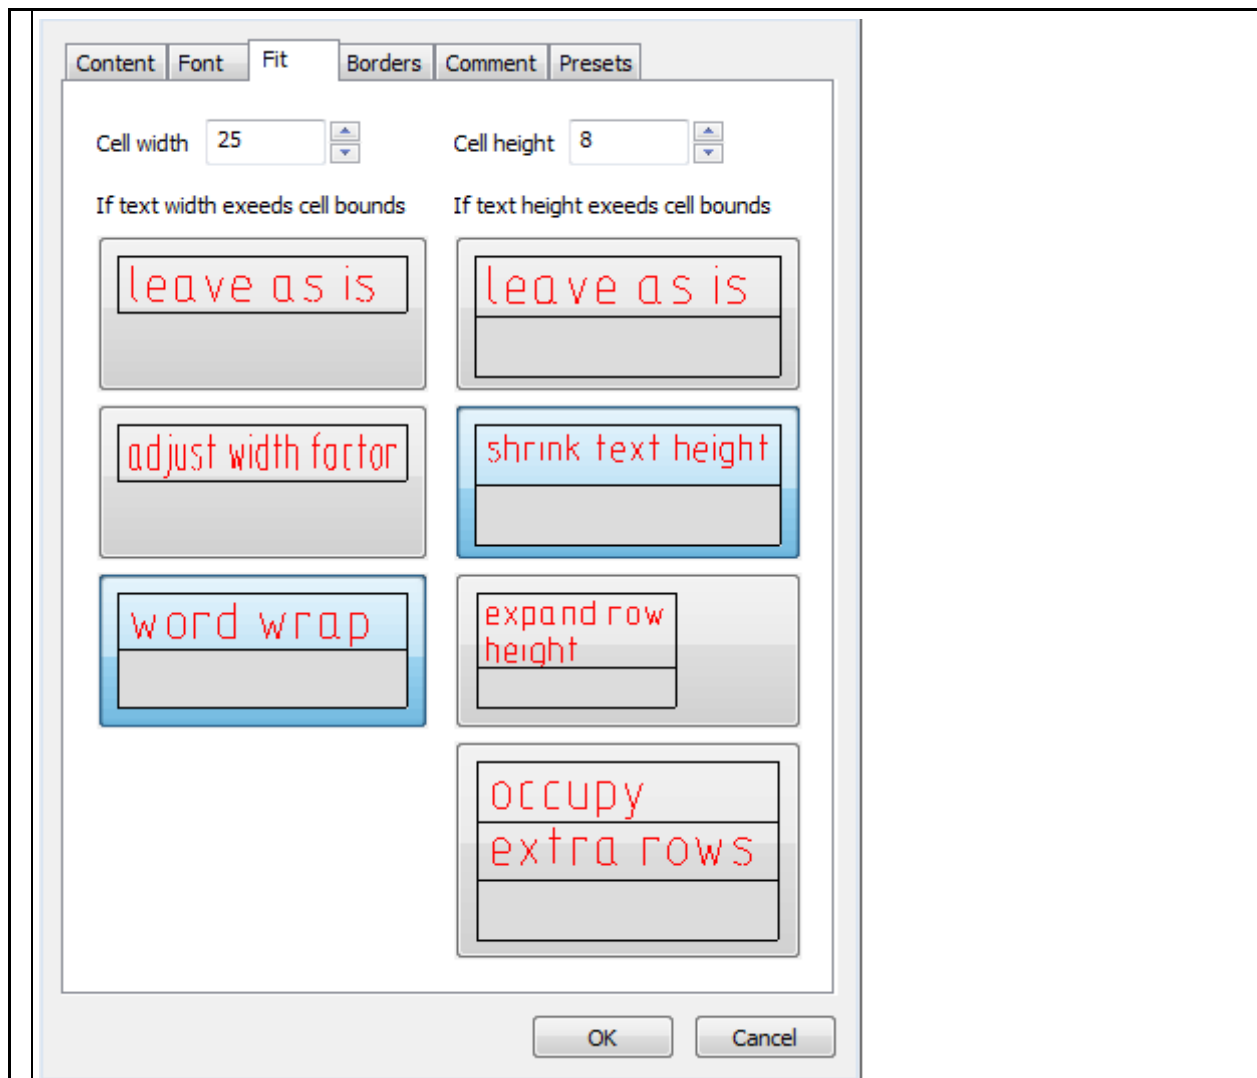 Content Font Fit Borders Comment Presets
Cell width 25 Cell height 8
If text width exeeds cell bounds If text height exeeds cell bounds
leave as is leave as is
adjust width factor shrink text height
word wrap expand row
height
occupy
extra rows
OK Cancel